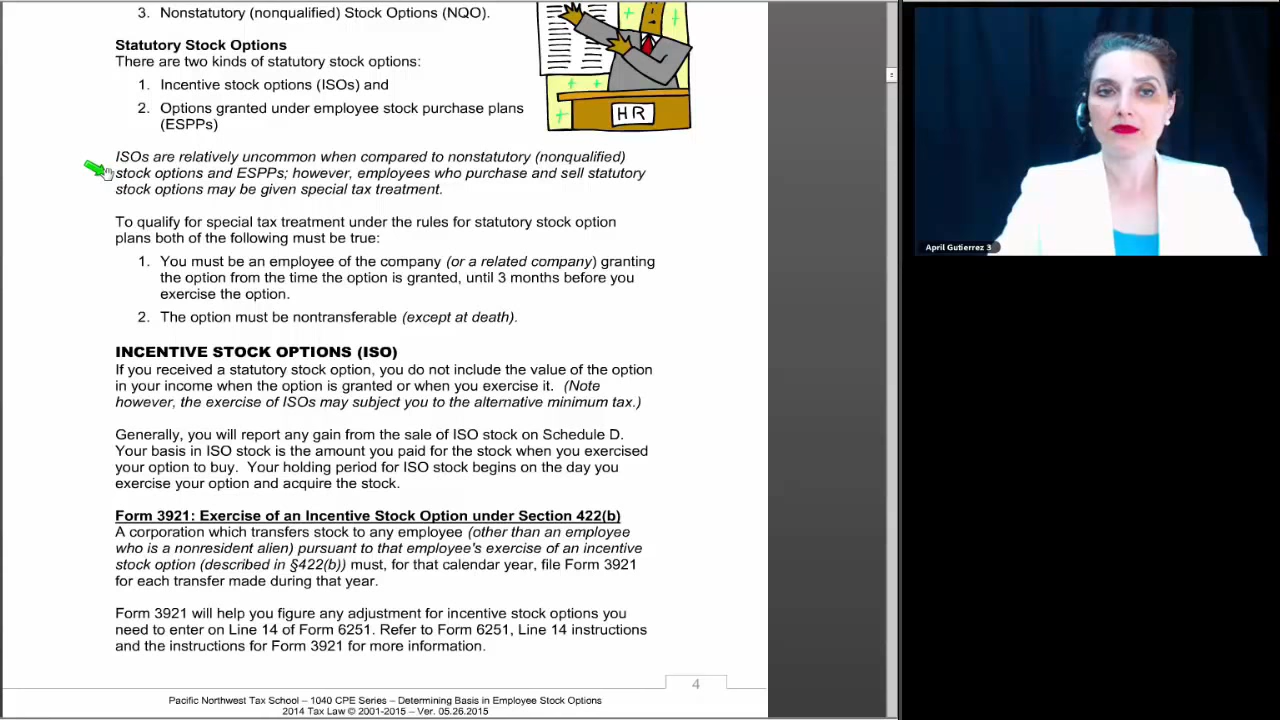 3. Nonstatutory (nonqualified) Stock Options (NQO).
Statutory Stock Options
There are two kinds of statutory stock options:
1. Incentive stock options (ISOs) and
2. Options granted under employee stock purchase plans
(ESPPs)
HR
ISOs are relatively uncommon when compared to nonstatutory (nonqualified)
stock options and ESPPs; however, employees who purchase and sell statutory
stock options may be given special tax treatment.
To qualify for special tax treatment under the rules for statutory stock option
plans both of the following must be true:
1. You must be an employee of the company (or a related company) granting
the option from the time the option is granted, until 3 months before you
exercise the option.
2. The option must be nontransferable (except at death).
INCENTIVE STOCK OPTIONS (ISO)
If you received a statutory stock option, you do not include the value of the option
in your income when the option is granted or when you exercise it. (Note
however, the exercise of ISOs may subject you to the alternative minimum tax.)
Generally, you will report any gain from the sale of ISO stock on Schedule D.
Your basis in ISO stock is the amount you paid for the stock when you exercised
your option to buy. Your holding period for ISO stock begins on the day you
exercise your option and acquire the stock.
Form 3921: Exercise of an Incentive Stock Option under Section 422(b)
A corporation which transfers stock to any employee (other than an employee
who is a nonresident alien) pursuant to that employee's exercise of an incentive
stock option (described in §422(b)) must, for that calendar year, file Form 3921
for each transfer made during that year.
Form 3921 will help you figure any adjustment for incentive stock options you
need to enter on Line 14 of Form 6251. Refer to Form 6251, Line 14 instructions
and the instructions for Form 3921 for more information.
4
Pacific Northwest Tax School – 1040 CPE Series – Determining Basis in Employee Stock Options
2014 Tax Law © 2001-2015 – Ver. 05.26.2015
April Gutierrez 3